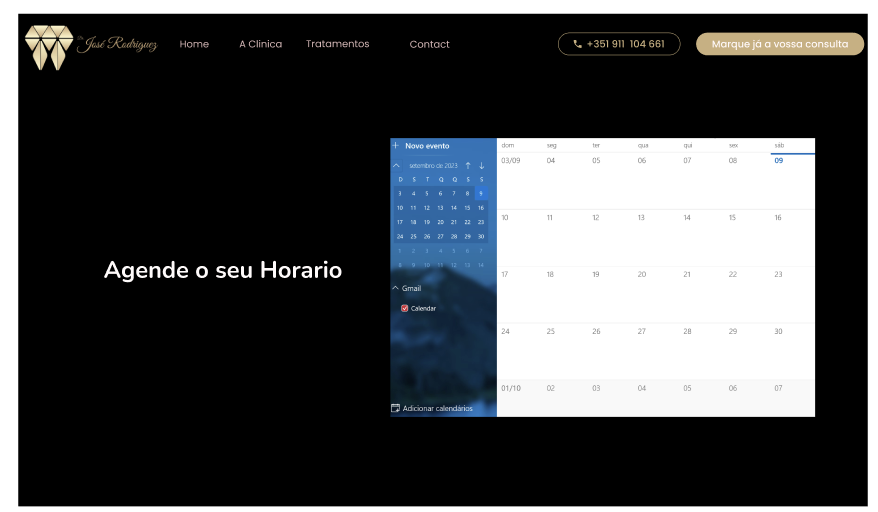 Dr José Rodriguez
Home A Clinica Tratamentos Contact
+351 911 104 661
Marque já a vossa consulta
Agende o seu Horario
+ Novo evento
setembro de 2023 ↑ ↓
D S T Q Q S S
3 4 5 6 7 8 9
10 11 12 13 14 15 16
17 18 19 20 21 22 23
24 25 26 27 28 29 30
1 2 3 4 5 6 7
8 9 10 11 12 13 14
Gmail
Calendar
Adicionar calendários
dom seg ter qua qui sex sáb
03/09 04 05 06 07 08 09
10 11 12 13 14 15 16
17 18 19 20 21 22 23
24 25 26 27 28 29 30
01/10 02 03 04 05 06 07